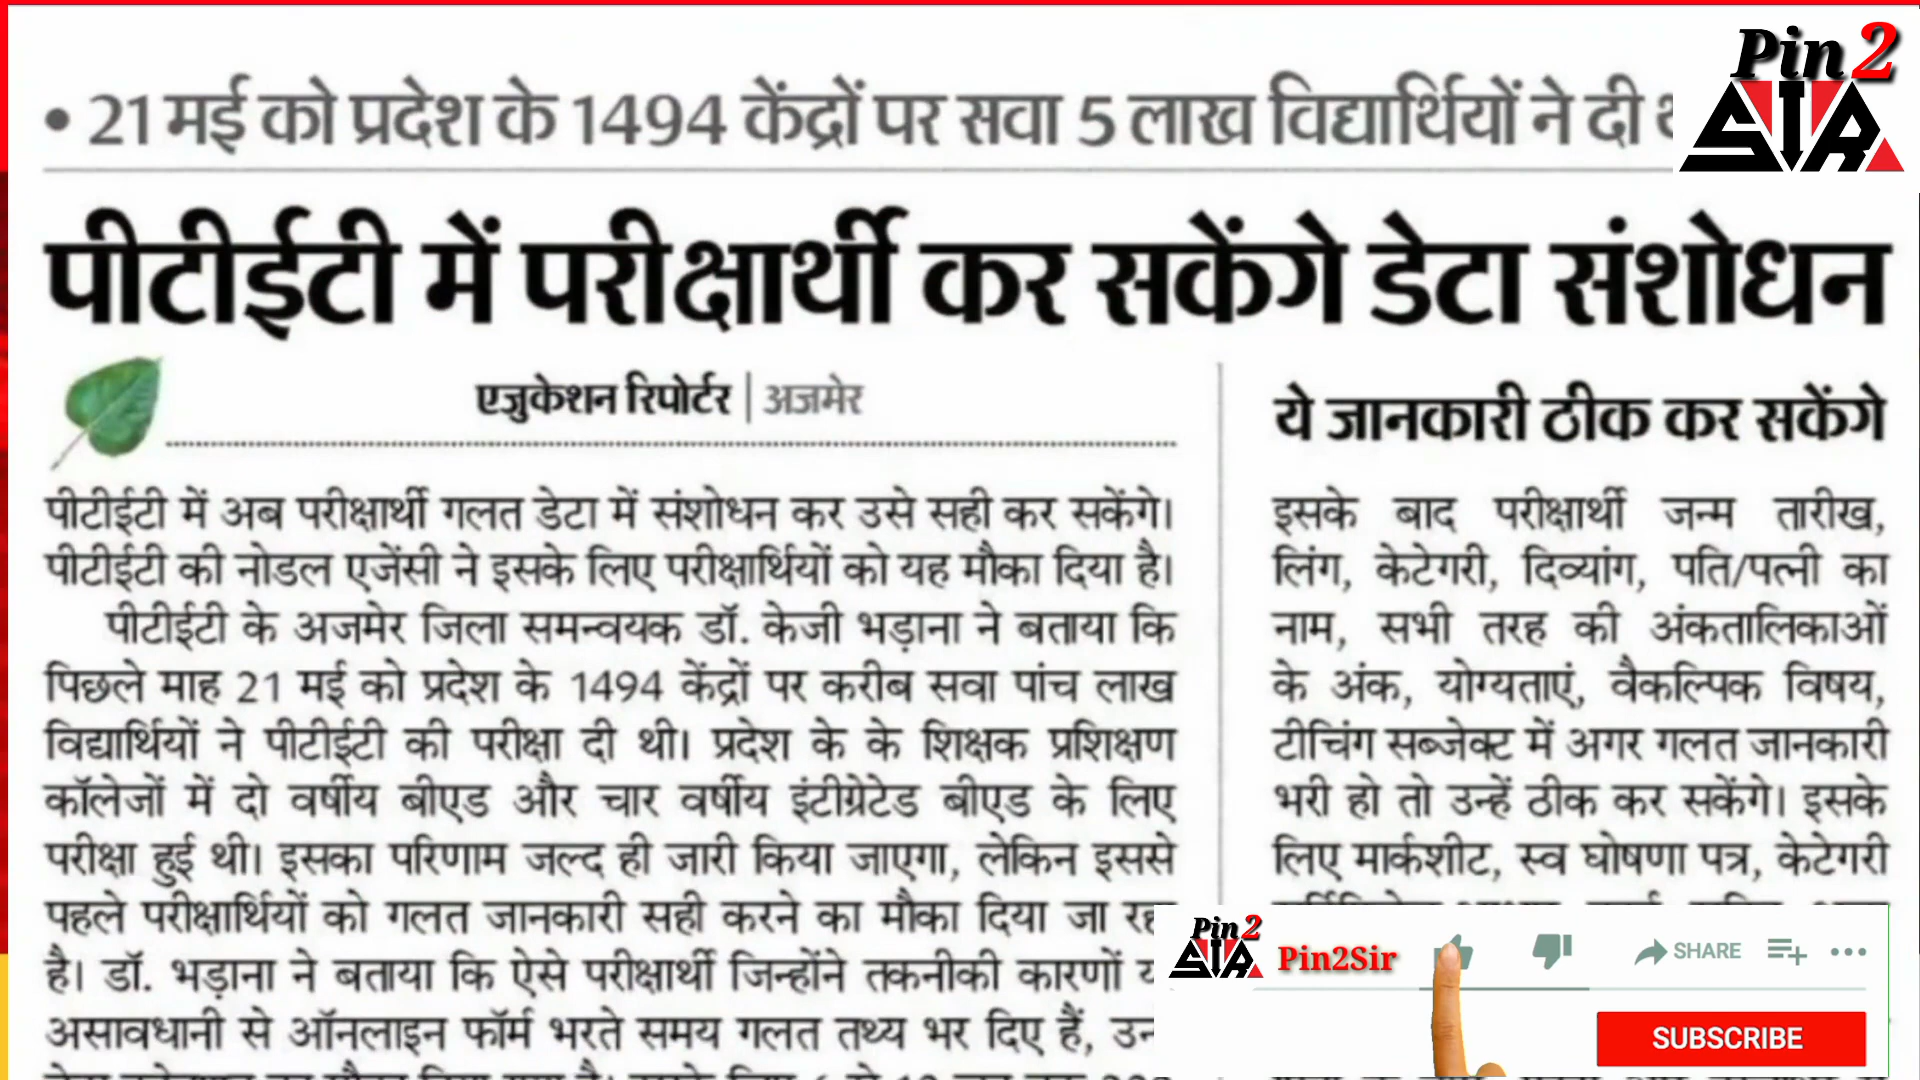 • 21 मई को प्रदेश के 1494 केंद्रों पर सवा 5 लाख विद्यार्थियों ने दी
Pin2
SIR
पीटीईटी में परीक्षार्थी कर सकेंगे डेटा संशोधन
एजुकेशन रिपोर्टर | अजमेर
पीटीईटी में अब परीक्षार्थी गलत डेटा में संशोधन कर उसे सही कर सकेंगे।
पीटीईटी की नोडल एजेंसी ने इसके लिए परीक्षार्थियों को यह मौका दिया है।
पीटीईटी के अजमेर जिला समन्वयक डॉ. केजी भड़ाना ने बताया कि
पिछले माह 21 मई को प्रदेश के 1494 केंद्रों पर करीब सवा पांच लाख
विद्यार्थियों ने पीटीईटी की परीक्षा दी थी। प्रदेश के के शिक्षक प्रशिक्षण
कॉलेजों में दो वर्षीय बीएड और चार वर्षीय इंटीग्रेटेड बीएड के लिए
परीक्षा हुई थी। इसका परिणाम जल्द ही जारी किया जाएगा, लेकिन इससे
पहले परीक्षार्थियों को गलत जानकारी सही करने का मौका दिया जा
है। डॉ. भड़ाना ने बताया कि ऐसे परीक्षार्थी जिन्होंने तकनीकी कारणों
असावधानी से ऑनलाइन फॉर्म भरते समय गलत तथ्य भर दिए हैं,
ये जानकारी ठीक कर सकेंगे
इसके बाद परीक्षार्थी जन्म तारीख,
लिंग, केटेगरी, दिव्यांग, पति/पत्नी का
नाम, सभी तरह की अंकतालिकाओं
के अंक, योग्यताएं, वैकल्पिक विषय,
टीचिंग सब्जेक्ट में अगर गलत जानकारी
भरी हो तो उन्हें ठीक कर सकेंगे। इसके
लिए मार्कशीट, स्व घोषणा पत्र, केटेगरी
Pin2
SIR
Pin2Sir
SHARE
SUBSCRIBE